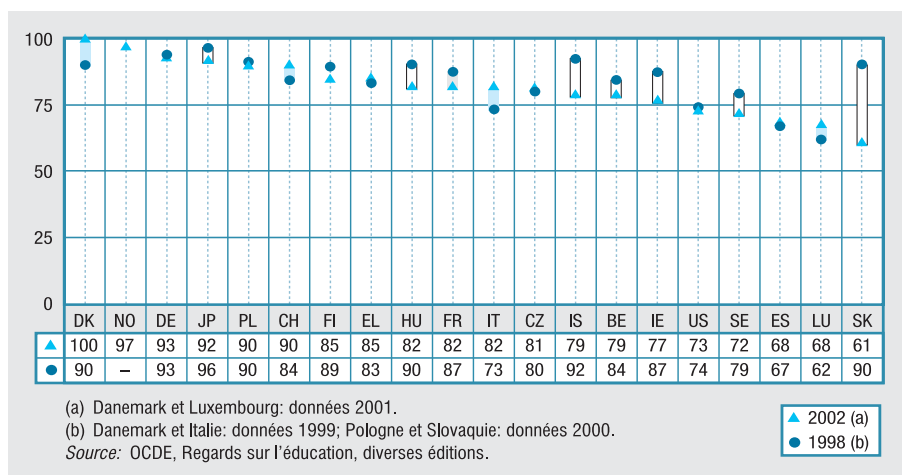 100
75
50
25
0
DK NO DE JP PL CH FI EL HU FR IT CZ IS BE IE US SE ES LU SK
100 97 93 92 90 90 85 85 82 82 82 81 79 79 77 73 72 68 68 61
90 – 93 96 90 84 89 83 90 87 73 80 92 84 87 74 79 67 62 90
(a) Danemark et Luxembourg: données 2001.
(b) Danemark et Italie: données 1999; Pologne et Slovaquie: données 2000.
Source: OCDE, Regards sur l'éducation, diverses éditions.
2002 (a)
1998 (b)